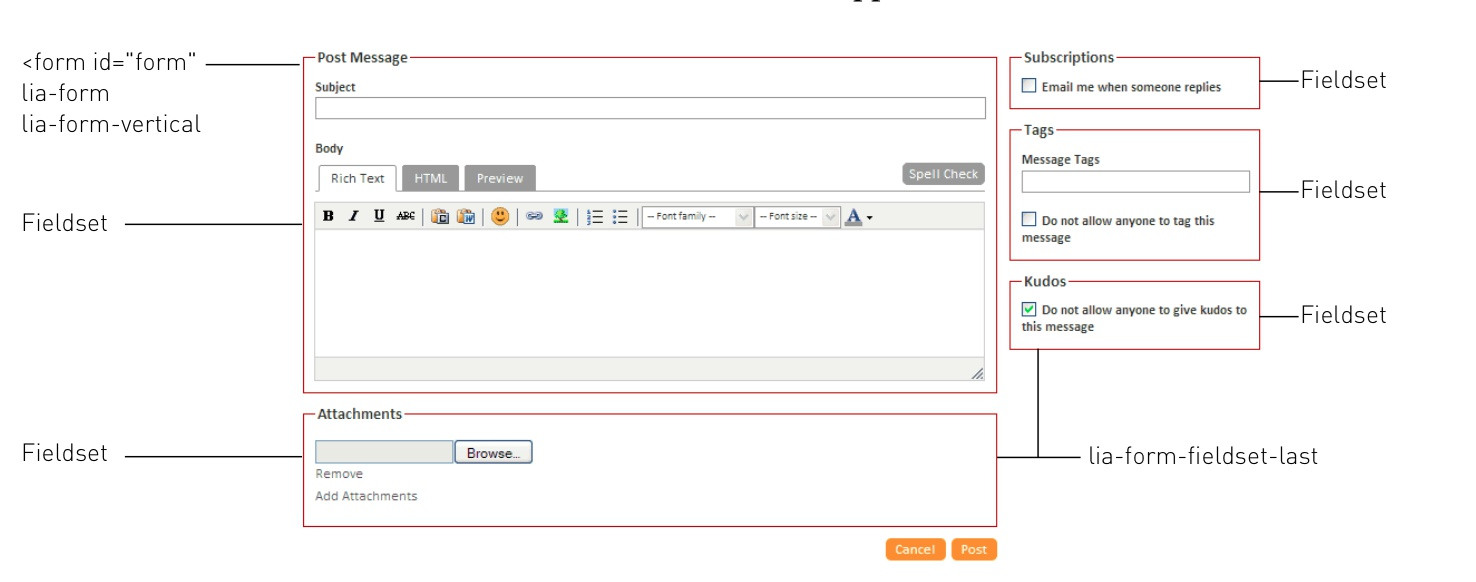 <form id="form"
lia-form
lia-form-vertical
Fieldset
Fieldset
Post Message
Subject
Body
Rich Text HTML Preview Spell Check
B I U ABC -- Font family -- -- Font size -- A
Attachments
Browse...
Remove
Add Attachments
Cancel Post
Subscriptions
Email me when someone replies
Tags
Message Tags
Do not allow anyone to tag this
message
Kudos
Do not allow anyone to give kudos to
this message
Fieldset
Fieldset
Fieldset
lia-form-fieldset-last